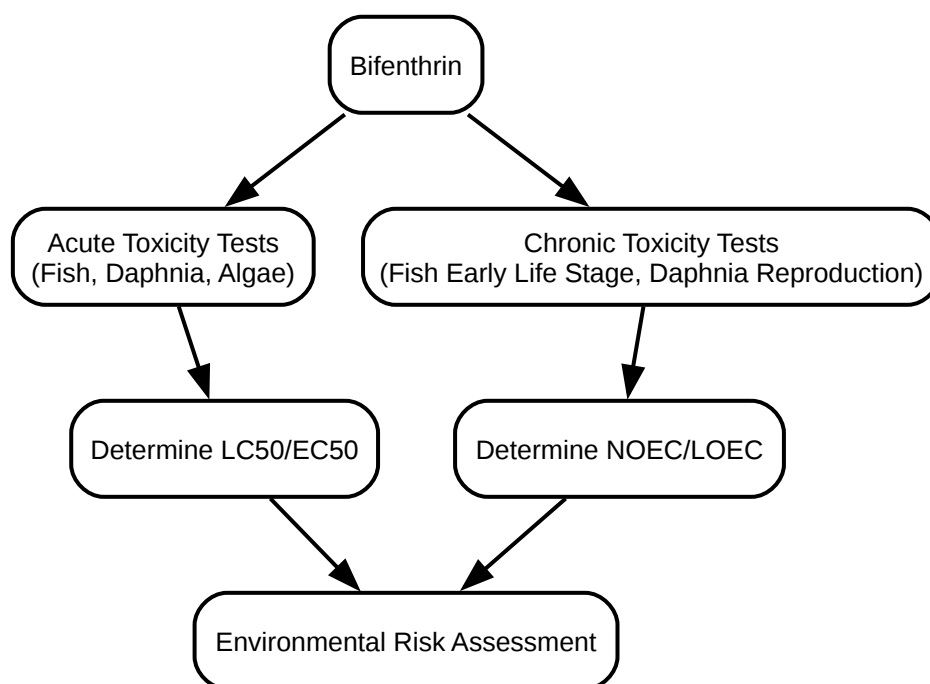 Bifenthrin
Acute Toxicity Tests
(Fish, Daphnia, Algae)
Chronic Toxicity Tests
(Fish Early Life Stage, Daphnia Reproduction)
Determine LC50/EC50
Determine NOEC/LOEC
Environmental Risk Assessment